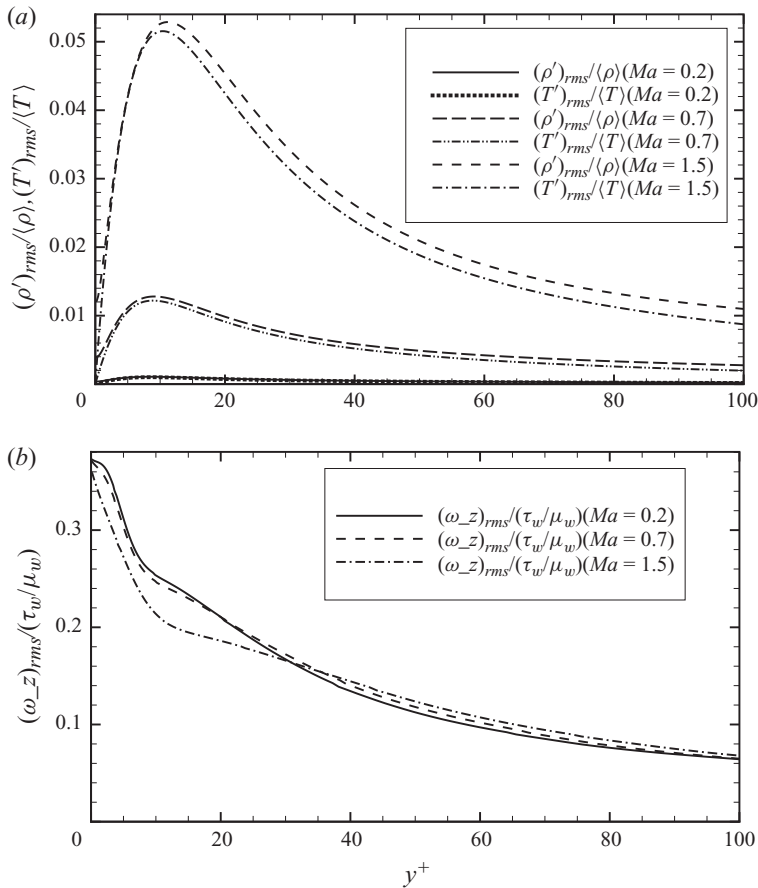 (a)
0.05
0.04
0.03
0.02
0.01
(ρ′)rms/⟨ρ⟩,(T′)rms/⟨T⟩
(ρ′)rms/⟨ρ⟩(Ma = 0.2)
(T′)rms/⟨T⟩(Ma = 0.2)
(ρ′)rms/⟨ρ⟩(Ma = 0.7)
(T′)rms/⟨T⟩(Ma = 0.7)
(ρ′)rms/⟨ρ⟩(Ma = 1.5)
(T′)rms/⟨T⟩(Ma = 1.5)
0 20 40 60 80 100
(b)
0.3
0.2
0.1
(ω_z)rms/(τw/μw)
(ω_z)rms/(τw/μw)(Ma = 0.2)
(ω_z)rms/(τw/μw)(Ma = 0.7)
(ω_z)rms/(τw/μw)(Ma = 1.5)
0 20 40 60 80 100
y+